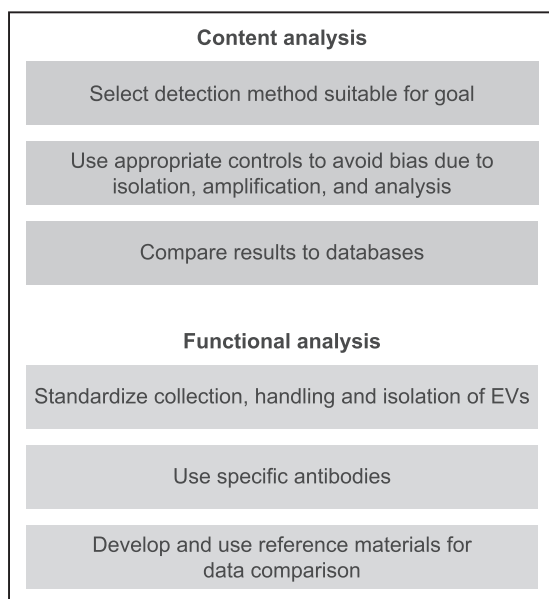 Content analysis
Select detection method suitable for goal
Use appropriate controls to avoid bias due to
isolation, amplification, and analysis
Compare results to databases
Functional analysis
Standardize collection, handling and isolation of EVs
Use specific antibodies
Develop and use reference materials for
data comparison